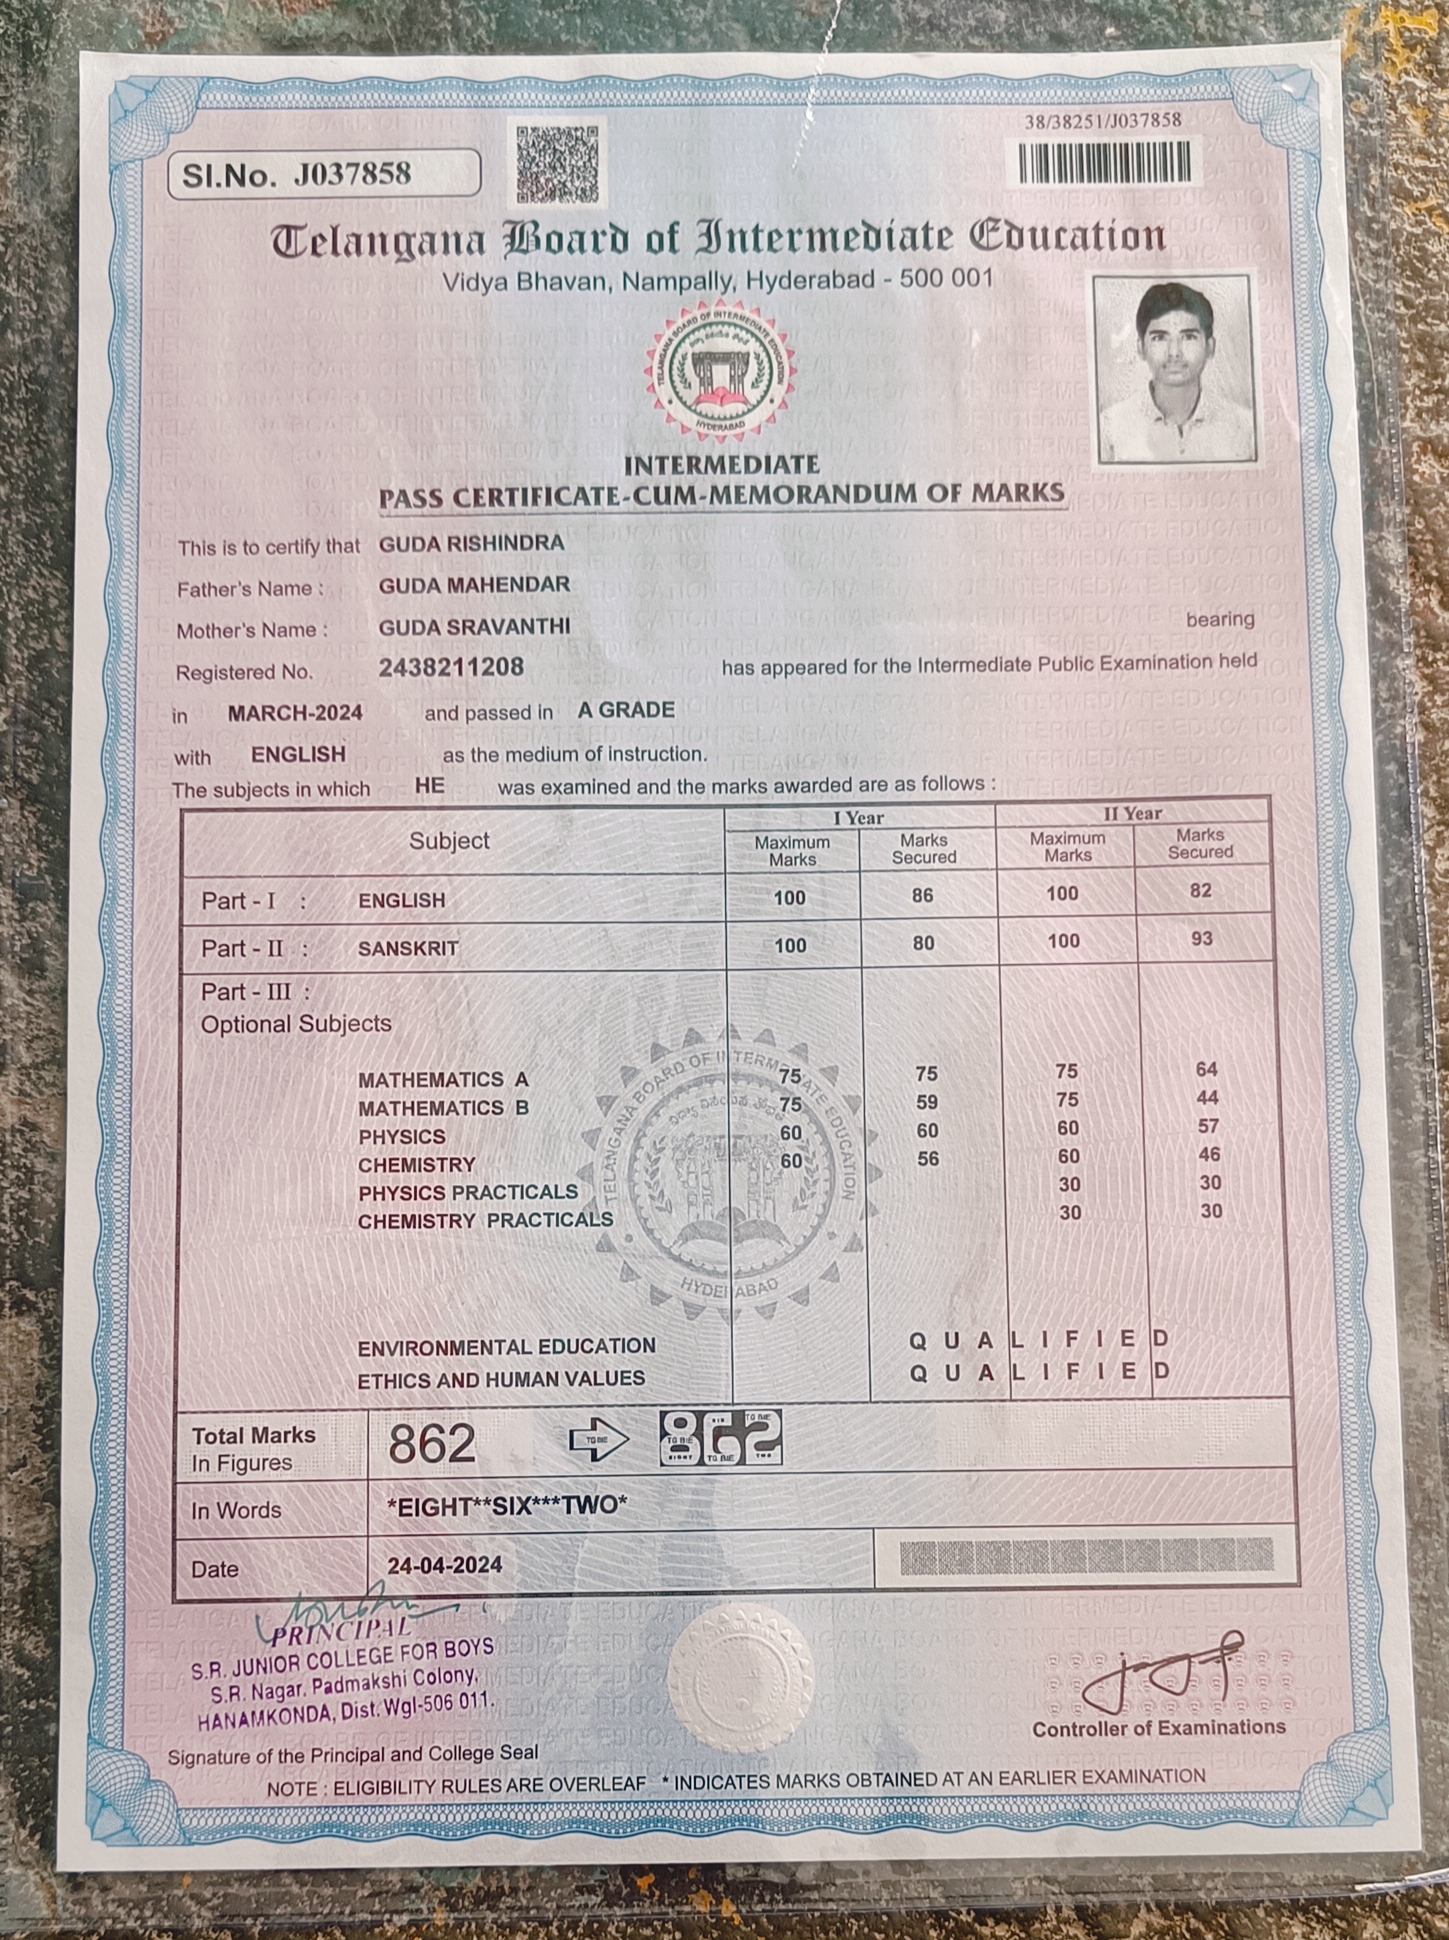 38/38251/J037858
Sl.No. J037858
Telangana Board of Intermediate Education
Vidya Bhavan, Nampally, Hyderabad - 500 001
TELANGANA BOARD OF INTERMEDIATE EDUCATION
HYDERABAD
INTERMEDIATE
PASS CERTIFICATE-CUM-MEMORANDUM OF MARKS
This is to certify that GUDA RISHINDRA
Father's Name : GUDA MAHENDAR
Mother's Name : GUDA SRAVANTHI bearing
Registered No. 2438211208 has appeared for the Intermediate Public Examination held
in MARCH-2024 and passed in A GRADE
with ENGLISH as the medium of instruction.
The subjects in which HE was examined and the marks awarded are as follows :
Subject I Year II Year
Maximum Marks Marks Secured Maximum Marks Marks Secured
Part - I : ENGLISH 100 86 100 82
Part - II : SANSKRIT 100 80 100 93
Part - III :
Optional Subjects
MATHEMATICS A 75 75 75 64
MATHEMATICS B 75 59 75 44
PHYSICS 60 60 60 57
CHEMISTRY 60 56 60 46
PHYSICS PRACTICALS 30 30
CHEMISTRY PRACTICALS 30 30
TELANGANA BOARD OF INTERMEDIATE EDUCATION
HYDERABAD
ENVIRONMENTAL EDUCATION QUALIFIED
ETHICS AND HUMAN VALUES QUALIFIED
Total Marks
In Figures 862 TO BE 862
In Words *EIGHT**SIX***TWO*
Date 24-04-2024
PRINCIPAL
S.R. JUNIOR COLLEGE FOR BOYS
S.R. Nagar, Padmakshi Colony,
HANAMKONDA, Dist. Wgl-506 011.
Controller of Examinations
Signature of the Principal and College Seal
NOTE : ELIGIBILITY RULES ARE OVERLEAF * INDICATES MARKS OBTAINED AT AN EARLIER EXAMINATION